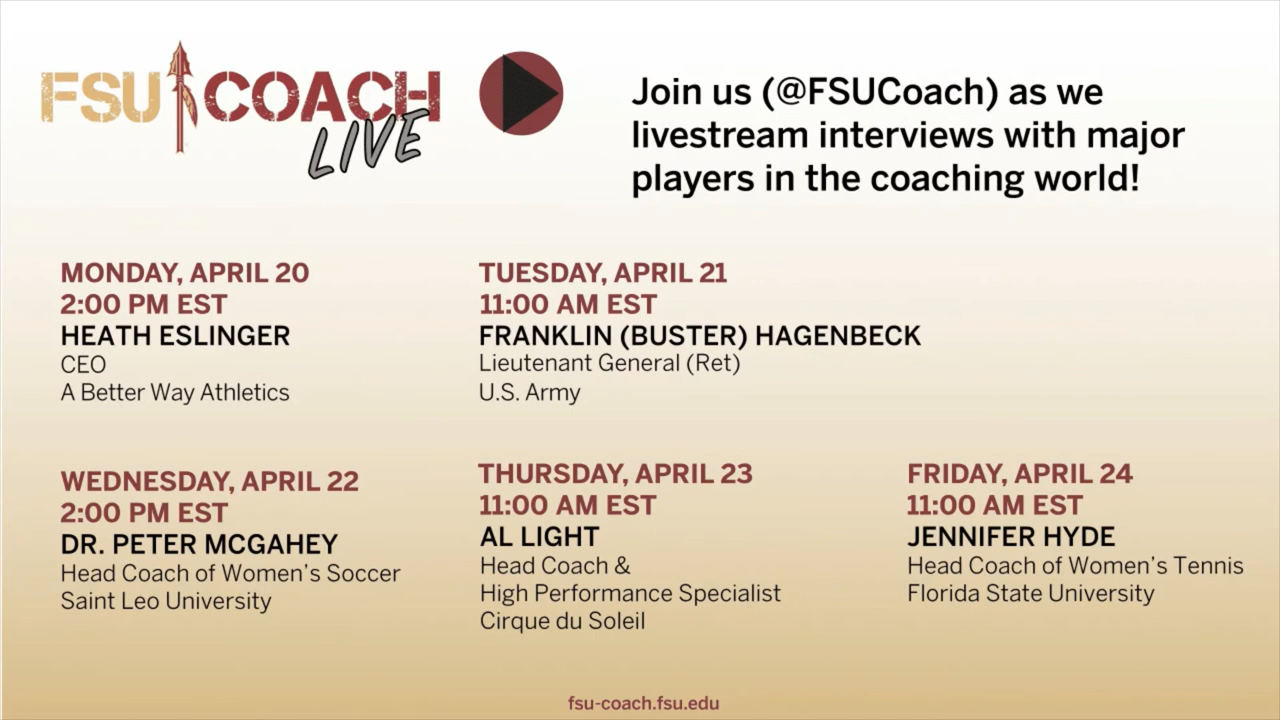 FSU COACH
LIVE
Join us (@FSUCoach) as we
livestream interviews with major
players in the coaching world!
MONDAY, APRIL 20
2:00 PM EST
HEATH ESLINGER
CEO
A Better Way Athletics
TUESDAY, APRIL 21
11:00 AM EST
FRANKLIN (BUSTER) HAGENBECK
Lieutenant General (Ret)
U.S. Army
WEDNESDAY, APRIL 22
2:00 PM EST
DR. PETER MCGAHEY
Head Coach of Women's Soccer
Saint Leo University
THURSDAY, APRIL 23
11:00 AM EST
AL LIGHT
Head Coach &
High Performance Specialist
Cirque du Soleil
FRIDAY, APRIL 24
11:00 AM EST
JENNIFER HYDE
Head Coach of Women's Tennis
Florida State University
fsu-coach.fsu.edu